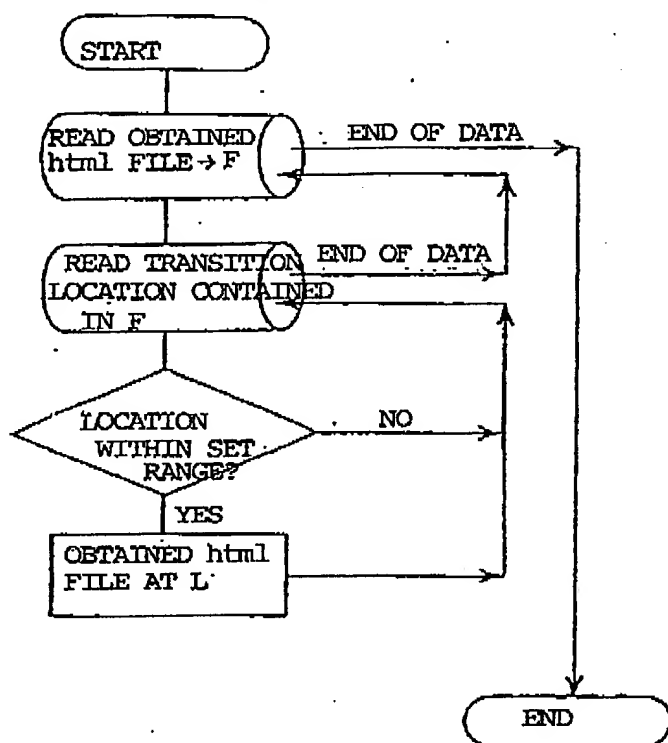 START
READ OBTAINED
html FILE→F
END OF DATA
READ TRANSITION
LOCATION CONTAINED
IN F
END OF DATA
LOCATION
WITHIN SET
RANGE?
NO
YES
OBTAINED html
FILE AT L
END